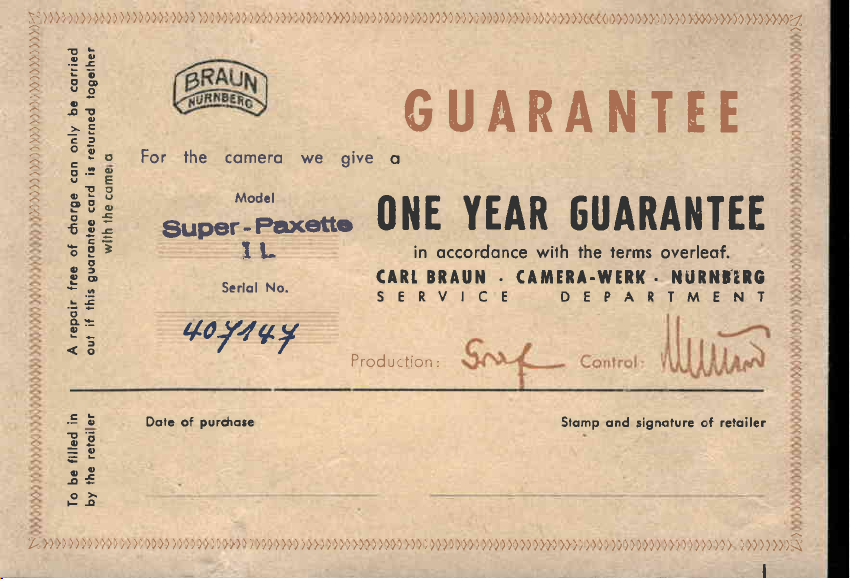 BRAUN
NÜRNBERG
GUARANTEE
For the camera we give a
Model
Super-Paxette
I L
ONE YEAR GUARANTEE
in accordance with the terms overleaf.
CARL BRAUN · CAMERA-WERK · NÜRNBERG
SERVICE DEPARTMENT
Serial No.
407147
Production: Graf
Control:
A repair free of charge can only be carried
out if this guarantee card is returned together
with the camera
Date of purchase
Stamp and signature of retailer
To be filled in
by the retailer